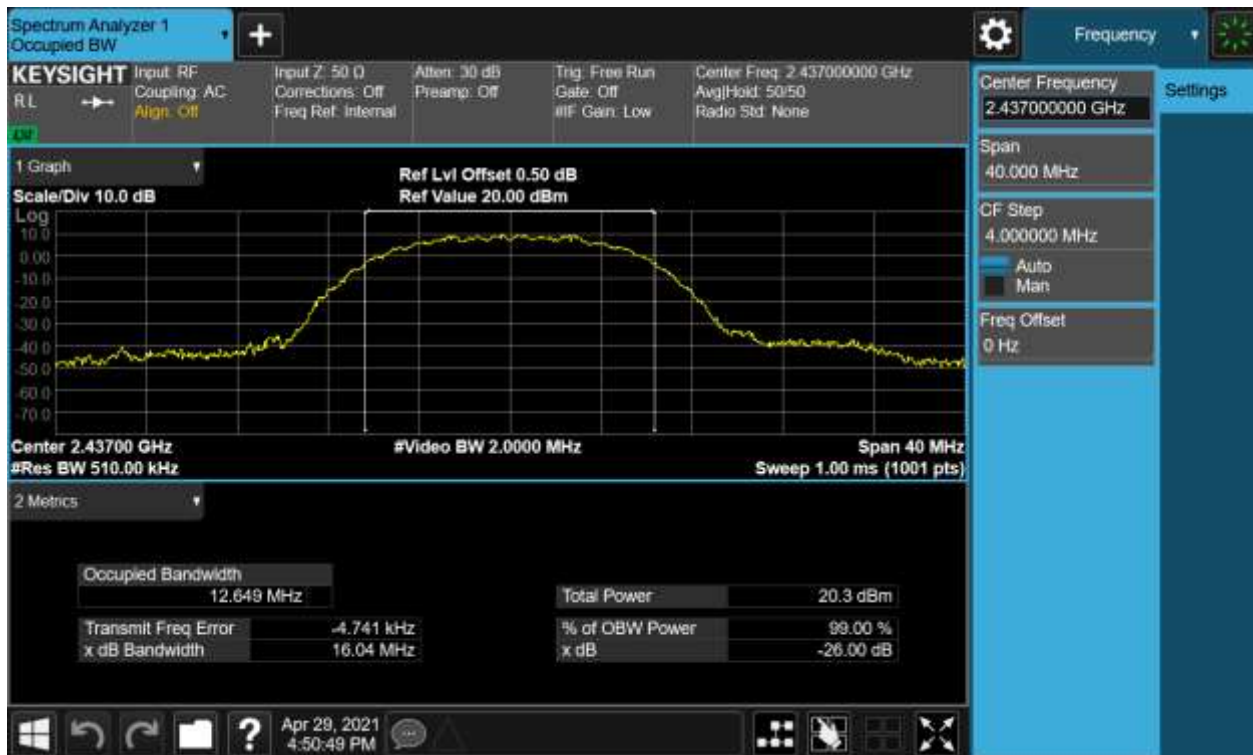 Spectrum Analyzer 1
Occupied BW
+
Frequency
KEYSIGHT
RL
Input: RF
Coupling: AC
Align: Off
Input Z: 50 Ω
Corrections: Off
Freq Ref: Internal
Atten: 30 dB
Preamp: Off
Trig: Free Run
Gate: Off
#IF Gain: Low
Center Freq: 2.437000000 GHz
Avg|Hold: 50/50
Radio Std: None
1 Graph
Scale/Div 10.0 dB
Ref Lvl Offset 0.50 dB
Ref Value 20.00 dBm
Log
10.0
0.00
-10.0
-20.0
-30.0
-40.0
-50.0
-60.0
-70.0
Center 2.43700 GHz
#Video BW 2.0000 MHz
Span 40 MHz
#Res BW 510.00 kHz
Sweep 1.00 ms (1001 pts)
2 Metrics
Occupied Bandwidth
12.649 MHz
Total Power 20.3 dBm
Transmit Freq Error -4.741 kHz
% of OBW Power 99.00 %
x dB Bandwidth 16.04 MHz
x dB -26.00 dB
Center Frequency
2.437000000 GHz
Settings
Span
40.000 MHz
CF Step
4.000000 MHz
Auto
Man
Freq Offset
0 Hz
?
Apr 29, 2021
4:50:49 PM